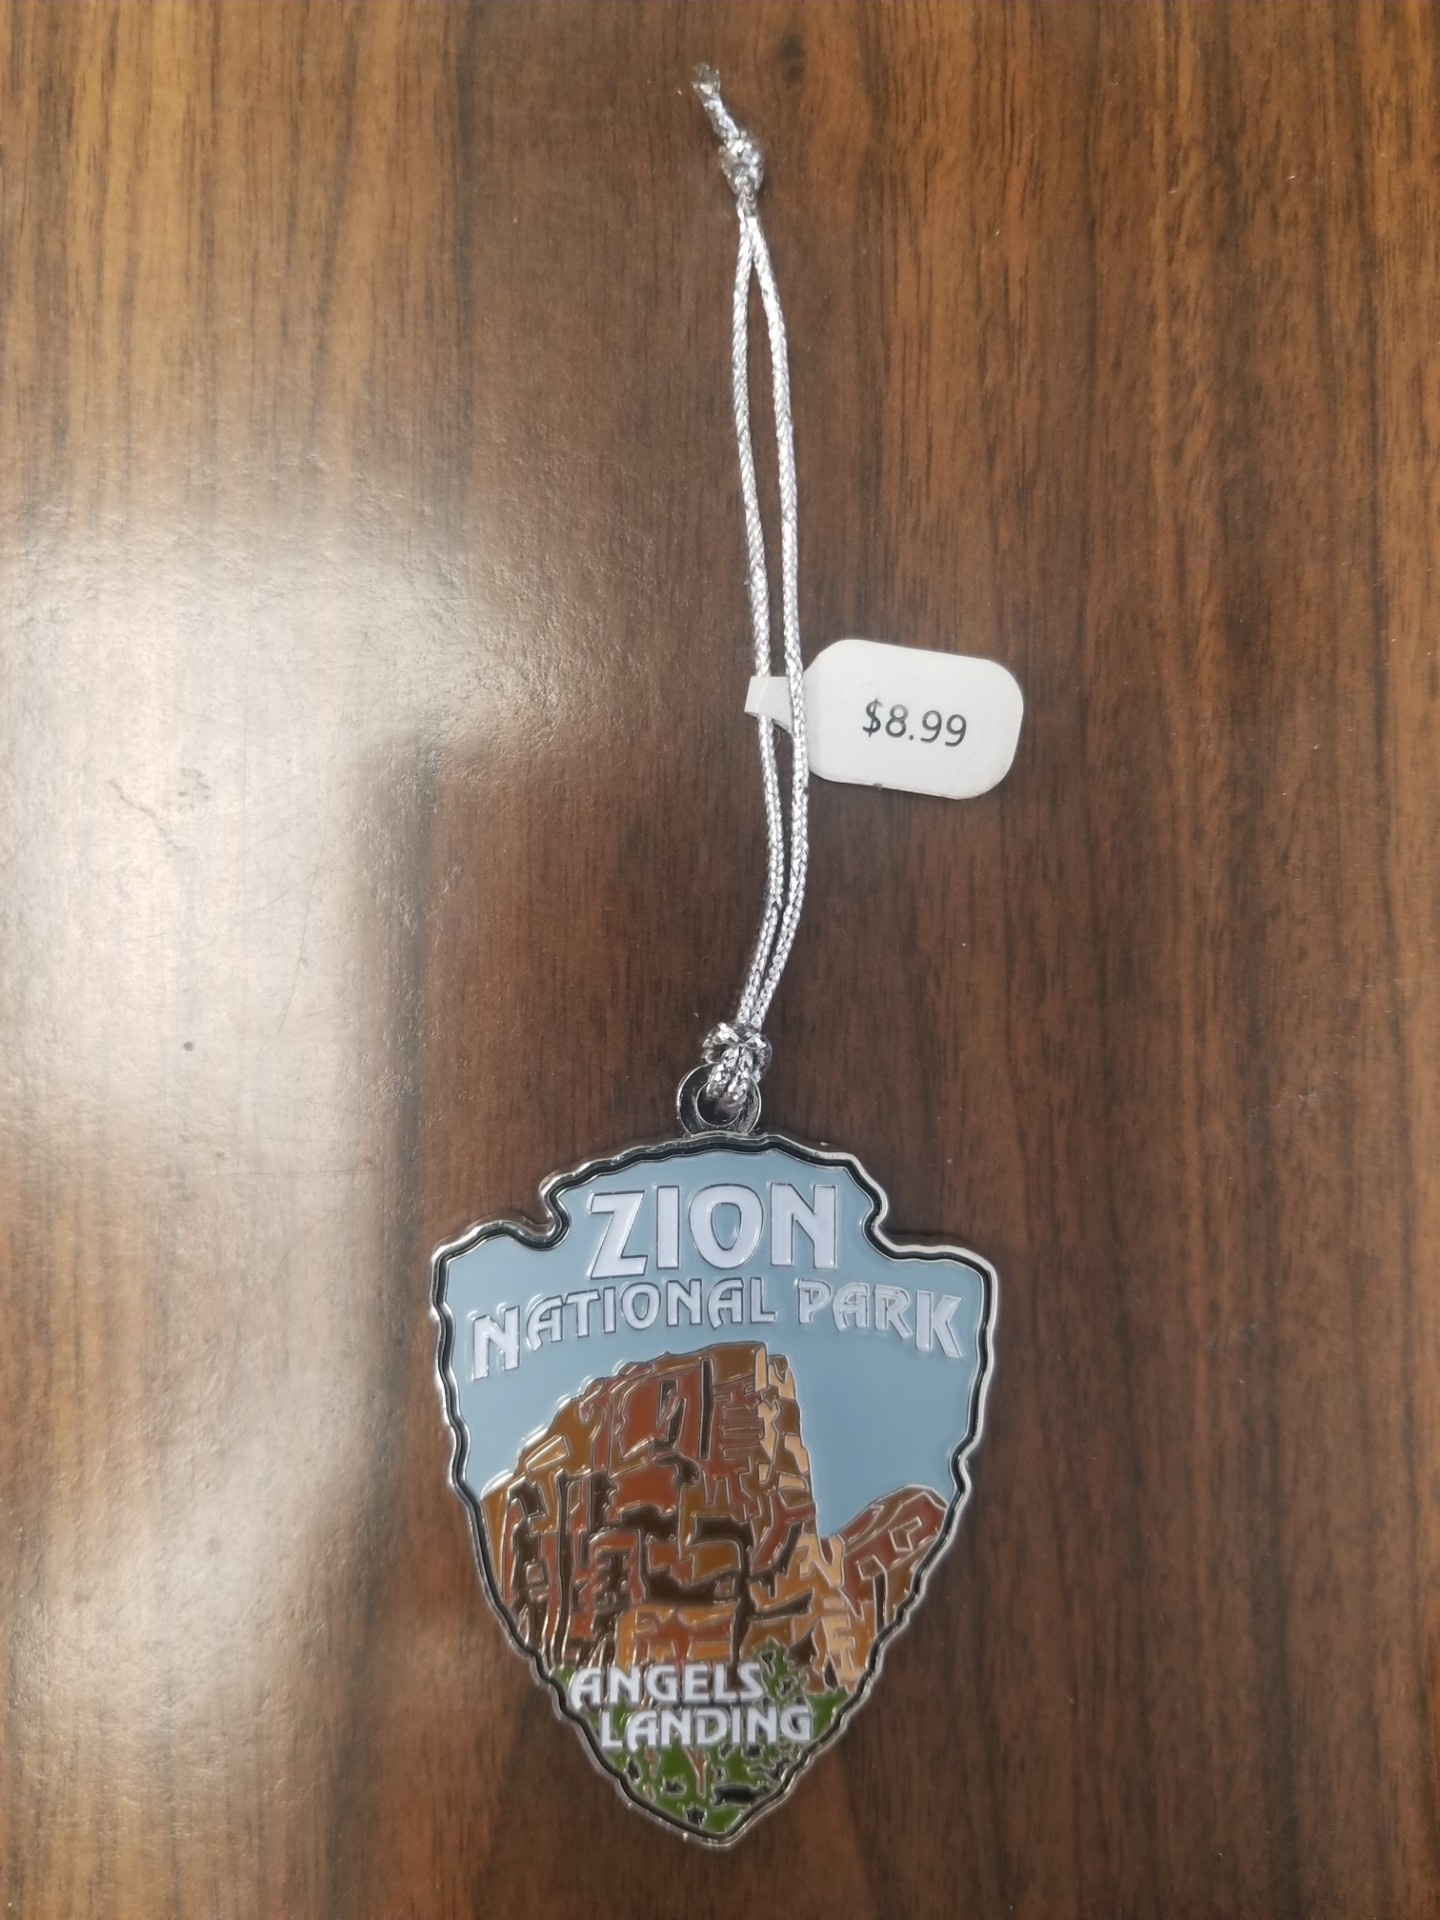 $8.99
ZION
NATIONAL PARK
ANGELS
LANDING